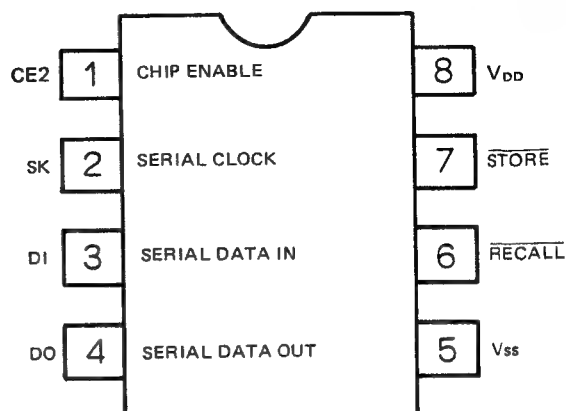 CE2 1 CHIP ENABLE 8 VDD
SK 2 SERIAL CLOCK 7 STORE
DI 3 SERIAL DATA IN 6 RECALL
DO 4 SERIAL DATA OUT 5 Vss